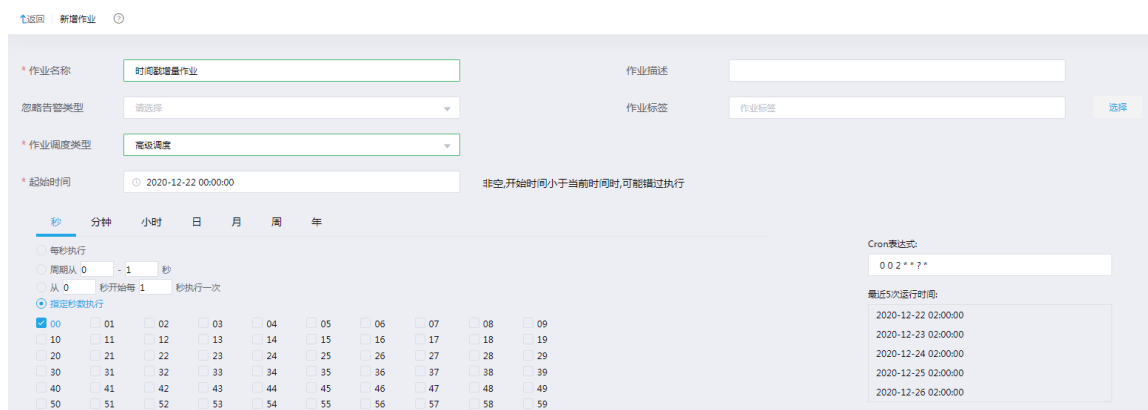 返回 新增作业 ?
* 作业名称 时间戳增量作业 作业描述
忽略告警类型 请选择 作业标签 作业标签 选择
* 作业调度类型 高级调度
* 起始时间 2020-12-22 00:00:00 非空,开始时间小于当前时间时,可能错过执行
秒 分钟 小时 日 月 周 年
每秒执行
周期从 0 - 1 秒
从 0 秒开始每 1 秒执行一次
指定秒数执行
00 01 02 03 04 05 06 07 08 09
10 11 12 13 14 15 16 17 18 19
20 21 22 23 24 25 26 27 28 29
30 31 32 33 34 35 36 37 38 39
40 41 42 43 44 45 46 47 48 49
50 51 52 53 54 55 56 57 58 59
Cron表达式:
0 0 2 * * ? *
最近5次运行时间:
2020-12-22 02:00:00
2020-12-23 02:00:00
2020-12-24 02:00:00
2020-12-25 02:00:00
2020-12-26 02:00:00